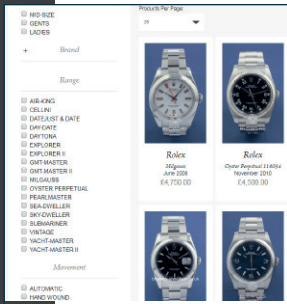 MID-SIZE
GENTS
LADIES
+ Brand
Range
AIR-KING
CELLINI
DATEJUST & DATE
DAY-DATE
DAYTONA
EXPLORER
EXPLORER II
GMT-MASTER
GMT-MASTER II
MILGAUSS
OYSTER PERPETUAL
PEARLMASTER
SEA-DWELLER
SKY-DWELLER
SUBMARINER
VINTAGE
YACHT-MASTER
YACHT-MASTER II
Movement
AUTOMATIC
HAND WOUND
Products Per Page
Rolex
Milgauss
June 2008
£4,750.00
Rolex
Oyster Perpetual 116034
November 2010
£4,500.00